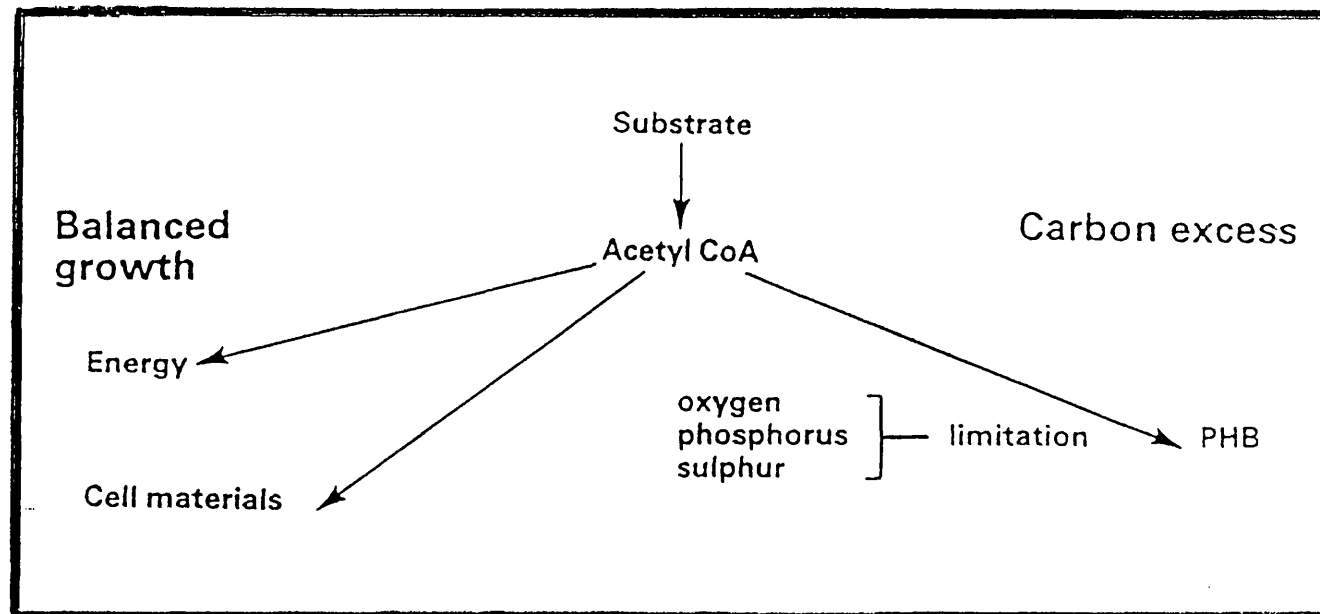 Substrate
Balanced
growth
Acetyl CoA
Carbon excess
Energy
oxygen
phosphorus
sulphur
limitation
PHB
Cell materials